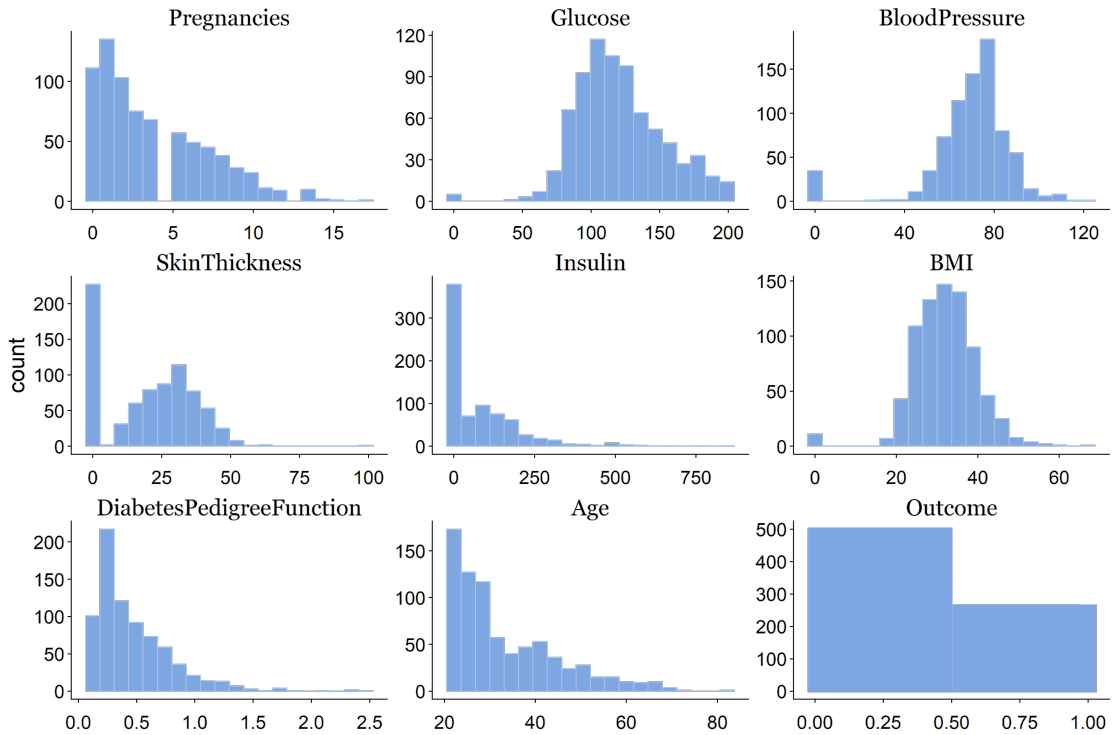 Pregnancies
100
50
0
0 5 10 15
Glucose
120
90
60
30
0
0 50 100 150 200
BloodPressure
150
100
50
0
0 40 80 120
count
SkinThickness
200
150
100
50
0
0 25 50 75 100
Insulin
300
200
100
0
0 250 500 750
BMI
150
100
50
0
0 20 40 60
DiabetesPedigreeFunction
200
150
100
50
0
0.0 0.5 1.0 1.5 2.0 2.5
Age
150
100
50
0
20 40 60 80
Outcome
500
400
300
200
100
0
0.00 0.25 0.50 0.75 1.00